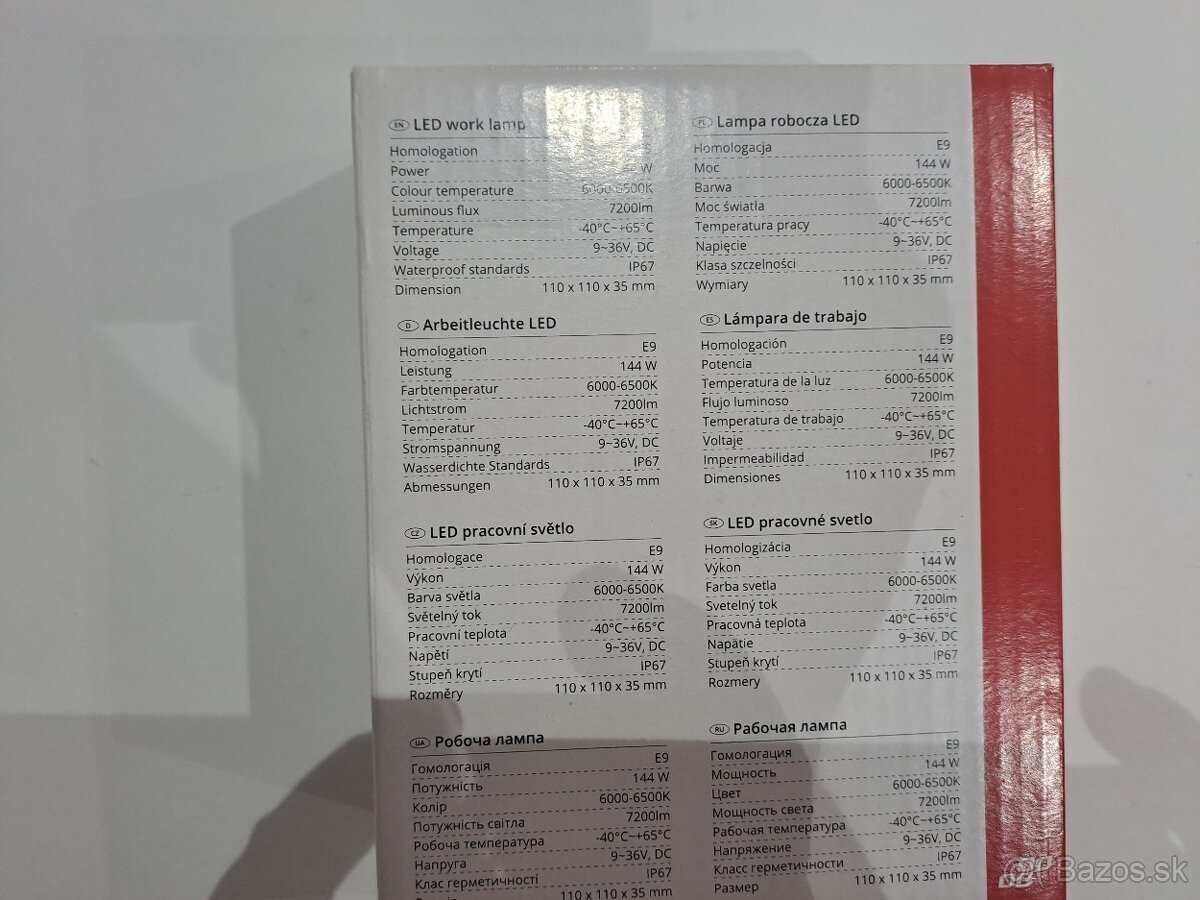 EN LED work lamp
Homologation
Power W
Colour temperature 6000-6500K
Luminous flux 7200lm
Temperature -40°C~+65°C
Voltage 9~36V, DC
Waterproof standards IP67
Dimension 110 x 110 x 35 mm
PL Lampa robocza LED
Homologacja E9
Moc 144 W
Barwa 6000-6500K
Moc światła 7200lm
Temperatura pracy -40°C~+65°C
Napięcie 9~36V, DC
Klasa szczelności IP67
Wymiary 110 x 110 x 35 mm
D Arbeitleuchte LED
Homologation E9
Leistung 144 W
Farbtemperatur 6000-6500K
Lichtstrom 7200lm
Temperatur -40°C~+65°C
Stromspannung 9~36V, DC
Wasserdichte Standards IP67
Abmessungen 110 x 110 x 35 mm
ES Lámpara de trabajo
Homologación E9
Potencia 144 W
Temperatura de la luz 6000-6500K
Flujo luminoso 7200lm
Temperatura de trabajo -40°C~+65°C
Voltaje 9~36V, DC
Impermeabilidad IP67
Dimensiones 110 x 110 x 35 mm
CZ LED pracovní světlo
Homologace E9
Výkon 144 W
Barva světla 6000-6500K
Světelný tok 7200lm
Pracovní teplota -40°C~+65°C
Napětí 9~36V, DC
Stupeň krytí IP67
Rozměry 110 x 110 x 35 mm
SK LED pracovné svetlo
Homologizácia E9
Výkon 144 W
Farba svetla 6000-6500K
Svetelný tok 7200lm
Pracovná teplota -40°C~+65°C
Napätie 9~36V, DC
Stupeň krytí IP67
Rozmery 110 x 110 x 35 mm
UA Робоча лампа
Гомологація E9
Потужність 144 W
Колір 6000-6500K
Потужність світла 7200lm
Робоча температура -40°C~+65°C
Напруга 9~36V, DC
Клас герметичності IP67
110 x 110 x 35 mm
RU Рабочая лампа
Гомологация E9
Мощность 144 W
Цвет 6000-6500K
Мощность света 7200lm
Рабочая температура -40°C~+65°C
Напряжение 9~36V, DC
Класс герметичности IP67
Размер 110 x 110 x 35 mm
Bazos.sk